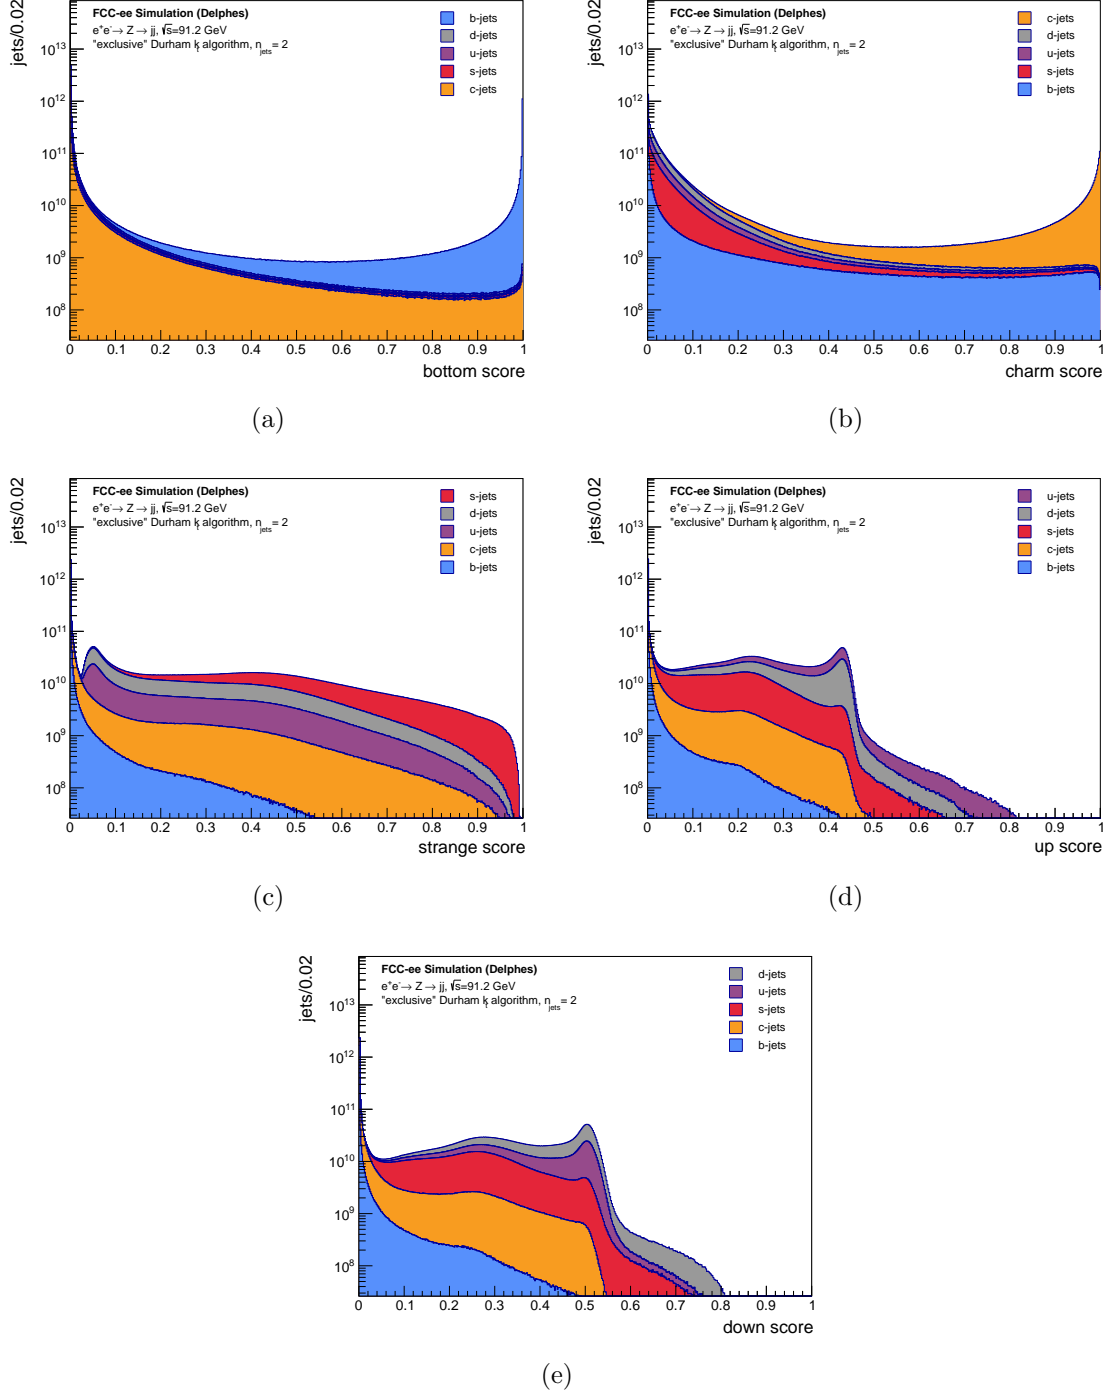 jets/0.02
FCC-ee Simulation (Delphes)
e⁺e⁻→ Z → jj, √s=91.2 GeV
"exclusive" Durham kₜ algorithm, n_jets = 2
b-jets
d-jets
u-jets
s-jets
c-jets
10¹³
10¹²
10¹¹
10¹⁰
10⁹
10⁸
0 0.1 0.2 0.3 0.4 0.5 0.6 0.7 0.8 0.9 1
bottom score
(a)
jets/0.02
FCC-ee Simulation (Delphes)
e⁺e⁻→ Z → jj, √s=91.2 GeV
"exclusive" Durham kₜ algorithm, n_jets = 2
c-jets
d-jets
u-jets
s-jets
b-jets
10¹³
10¹²
10¹¹
10¹⁰
10⁹
10⁸
0 0.1 0.2 0.3 0.4 0.5 0.6 0.7 0.8 0.9 1
charm score
(b)
jets/0.02
FCC-ee Simulation (Delphes)
e⁺e⁻→ Z → jj, √s=91.2 GeV
"exclusive" Durham kₜ algorithm, n_jets = 2
s-jets
d-jets
u-jets
c-jets
b-jets
10¹³
10¹²
10¹¹
10¹⁰
10⁹
10⁸
0 0.1 0.2 0.3 0.4 0.5 0.6 0.7 0.8 0.9 1
strange score
(c)
jets/0.02
FCC-ee Simulation (Delphes)
e⁺e⁻→ Z → jj, √s=91.2 GeV
"exclusive" Durham kₜ algorithm, n_jets = 2
u-jets
d-jets
s-jets
c-jets
b-jets
10¹³
10¹²
10¹¹
10¹⁰
10⁹
10⁸
0 0.1 0.2 0.3 0.4 0.5 0.6 0.7 0.8 0.9 1
up score
(d)
jets/0.02
FCC-ee Simulation (Delphes)
e⁺e⁻→ Z → jj, √s=91.2 GeV
"exclusive" Durham kₜ algorithm, n_jets = 2
d-jets
u-jets
s-jets
c-jets
b-jets
10¹³
10¹²
10¹¹
10¹⁰
10⁹
10⁸
0 0.1 0.2 0.3 0.4 0.5 0.6 0.7 0.8 0.9 1
down score
(e)